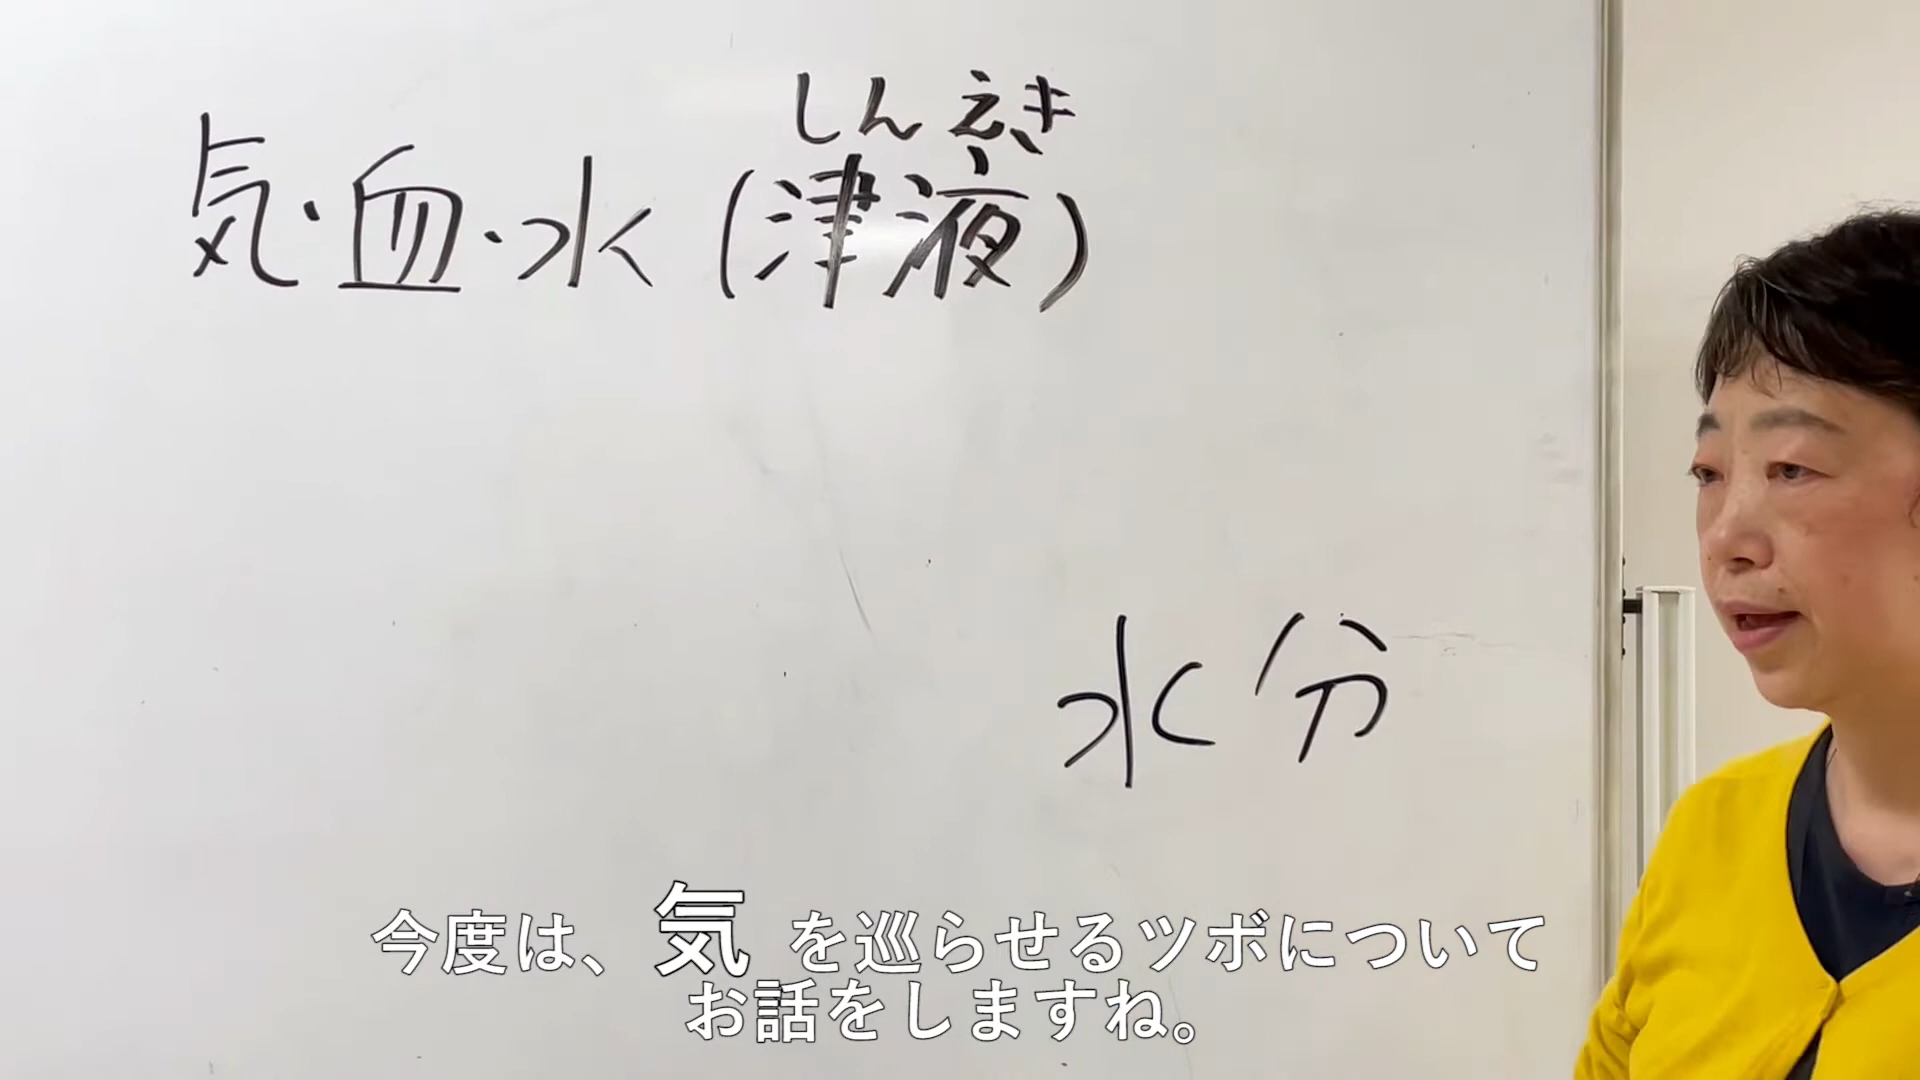 しんえき
気・血・水(津液)
水分
今度は、気を巡らせるツボについて
お話をしますね。